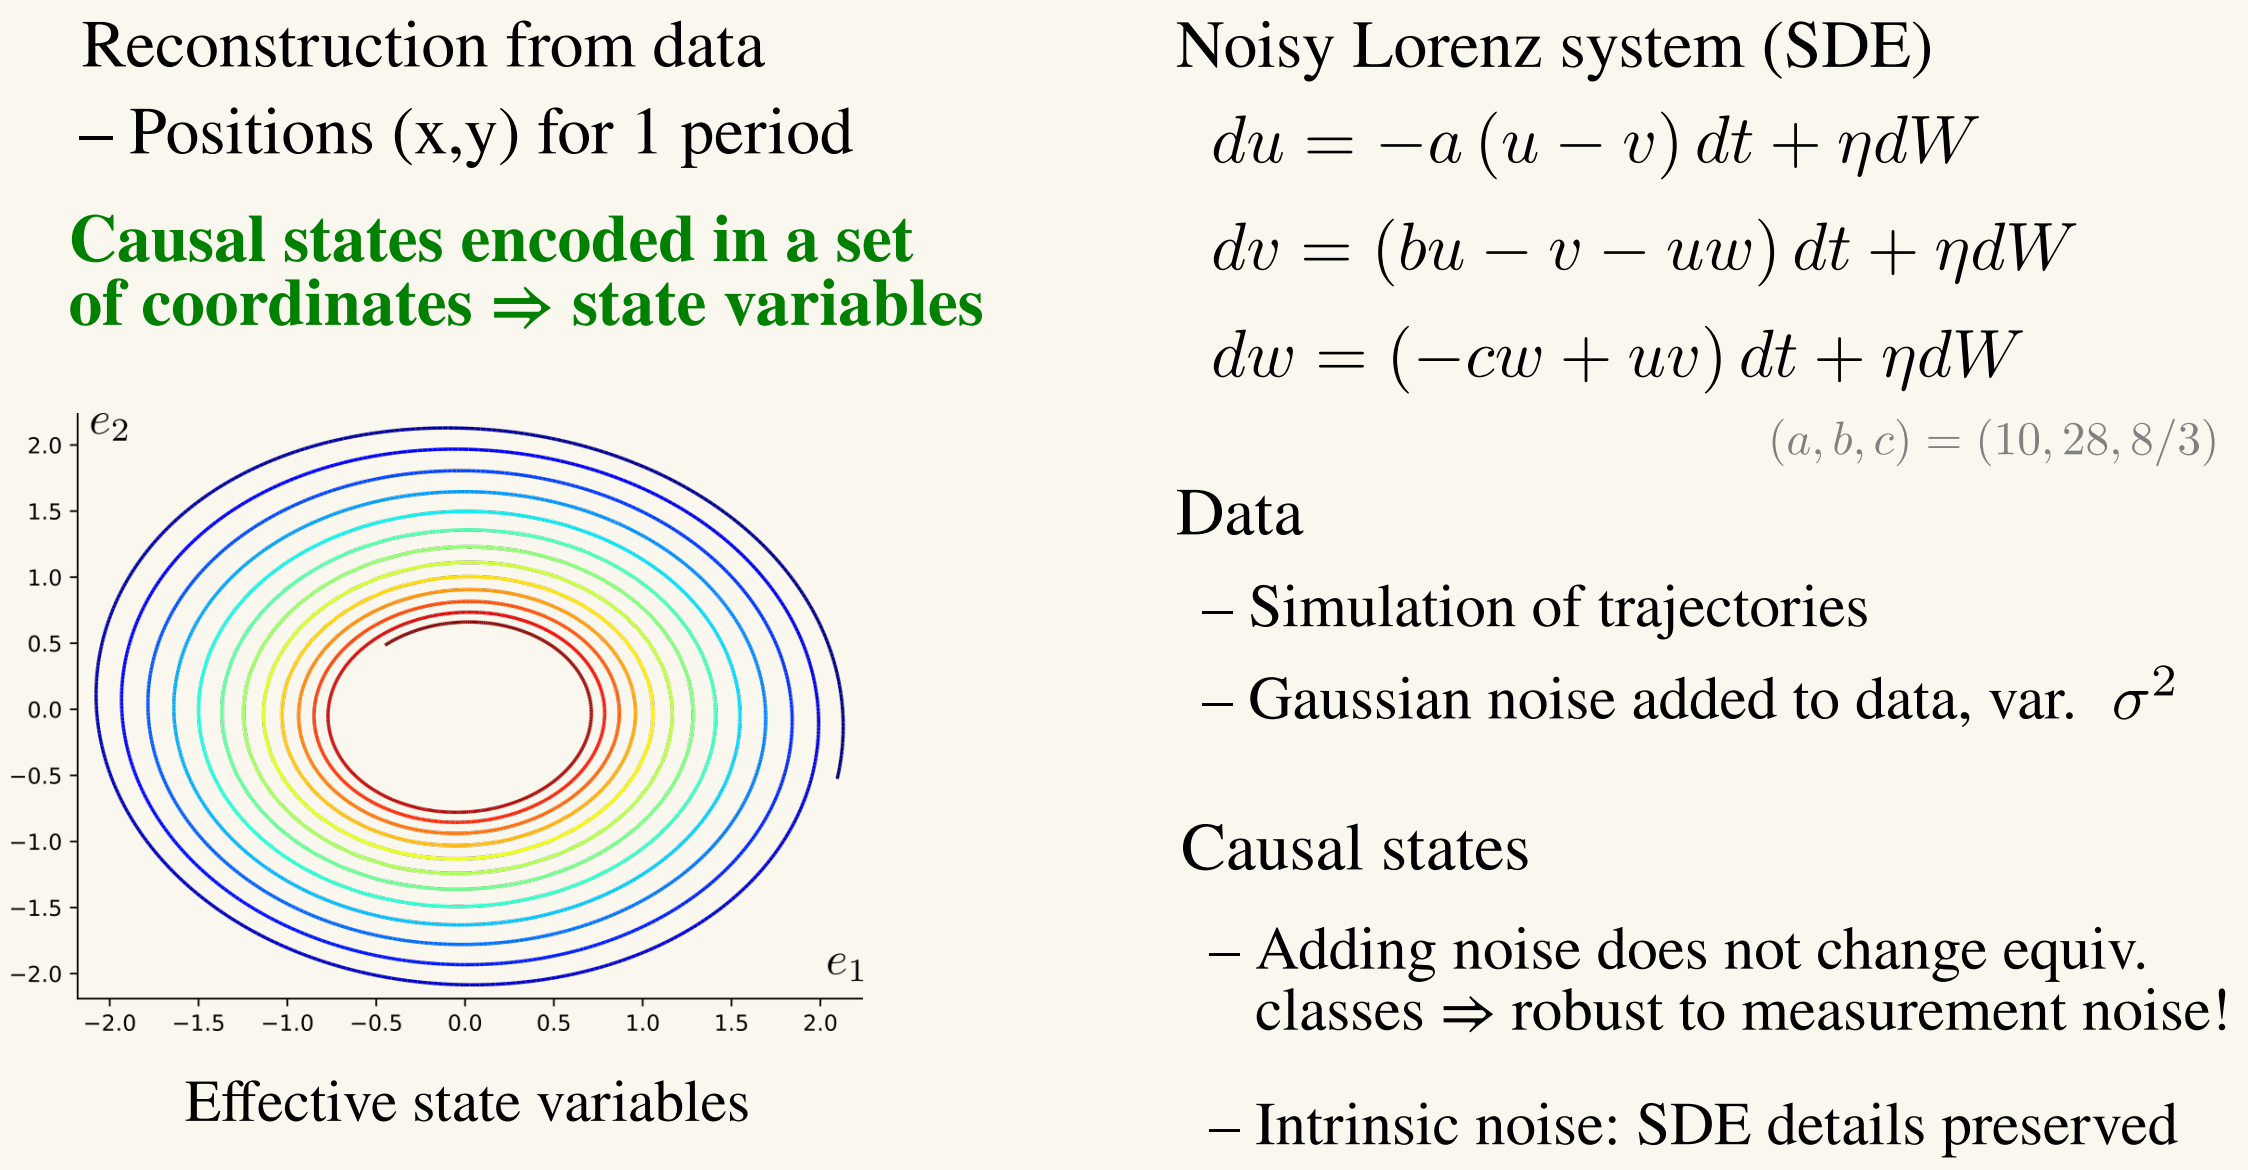 Reconstruction from data
– Positions (x,y) for 1 period
Causal states encoded in a set
of coordinates ⇒ state variables
e₂
2.0
1.5
1.0
0.5
0.0
−0.5
−1.0
−1.5
−2.0
e₁
−2.0 −1.5 −1.0 −0.5 0.0 0.5 1.0 1.5 2.0
Effective state variables
Noisy Lorenz system (SDE)
du = −a (u − v) dt + ηdW
dv = (bu − v − uw) dt + ηdW
dw = (−cw + uv) dt + ηdW
(a, b, c) = (10, 28, 8/3)
Data
– Simulation of trajectories
– Gaussian noise added to data, var. σ²
Causal states
– Adding noise does not change equiv.
classes ⇒ robust to measurement noise!
– Intrinsic noise: SDE details preserved